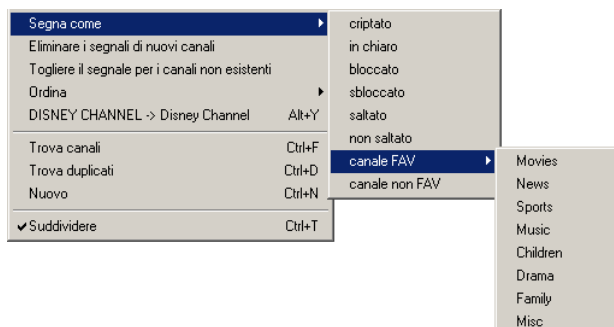 Segna come
Eliminare i segnali di nuovi canali
Togliere il segnale per i canali non esistenti
Ordina
DISNEY CHANNEL -> Disney Channel Alt+Y
Trova canali Ctrl+F
Trova duplicati Ctrl+D
Nuovo Ctrl+N
Suddividere Ctrl+T
criptato
in chiaro
bloccato
sbloccato
saltato
non saltato
canale FAV
canale non FAV
Movies
News
Sports
Music
Children
Drama
Family
Misc